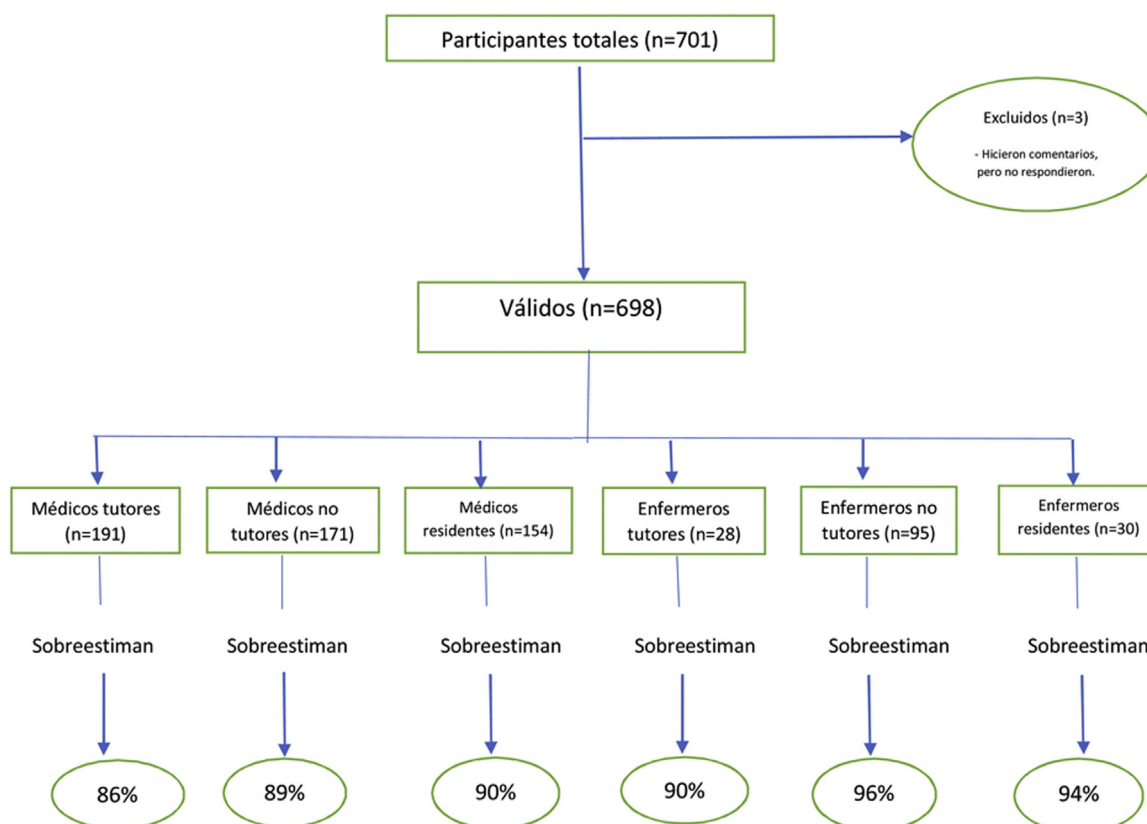 Participantes totales (n=701)
Excluidos (n=3)
- Hicieron comentarios,
pero no respondieron.
Válidos (n=698)
Médicos tutores
(n=191)
Médicos no
tutores (n=171)
Médicos
residentes (n=154)
Enfermeros
tutores (n=28)
Enfermeros no
tutores (n=95)
Enfermeros
residentes (n=30)
Sobreestiman
Sobreestiman
Sobreestiman
Sobreestiman
Sobreestiman
Sobreestiman
86%
89%
90%
90%
96%
94%